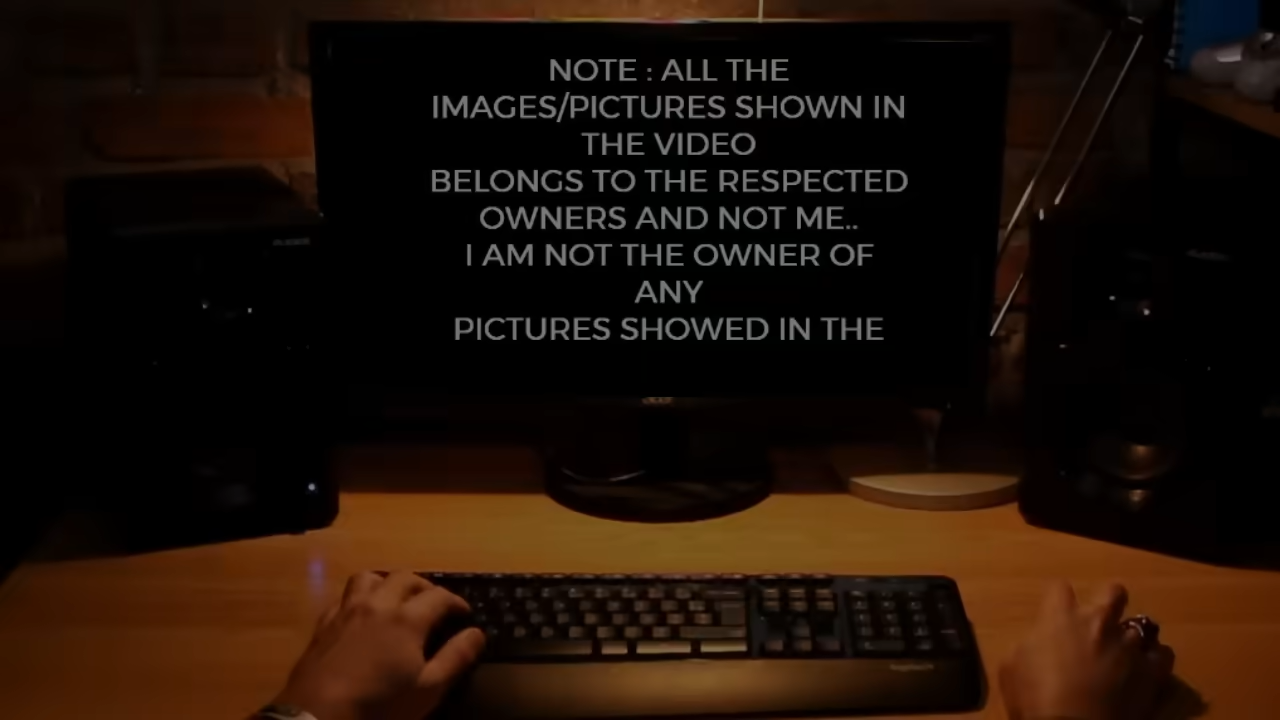 NOTE : ALL THE
IMAGES/PICTURES SHOWN IN
THE VIDEO
BELONGS TO THE RESPECTED
OWNERS AND NOT ME..
I AM NOT THE OWNER OF
ANY
PICTURES SHOWED IN THE